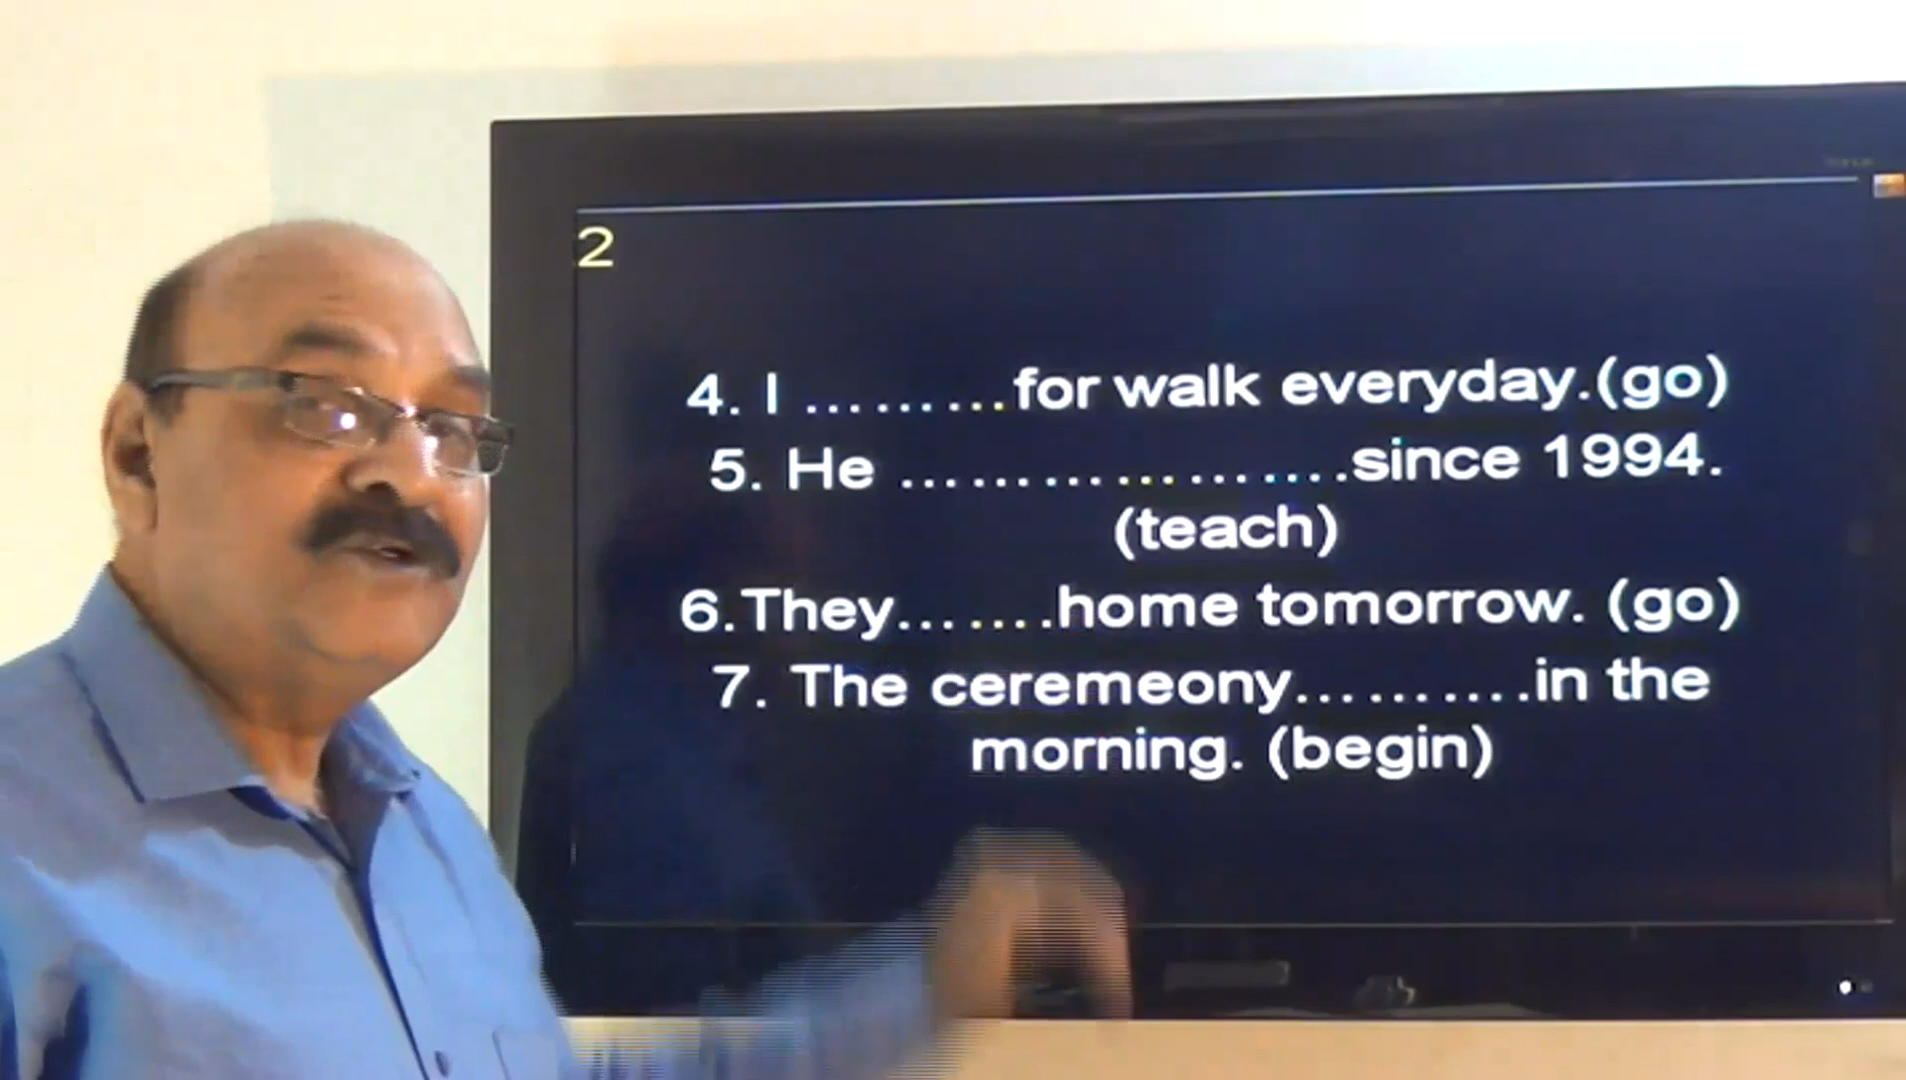 2
4. I .........for walk everyday.(go)
5. He ...................since 1994.
(teach)
6.They.......home tomorrow. (go)
7. The ceremeony..........in the
morning. (begin)